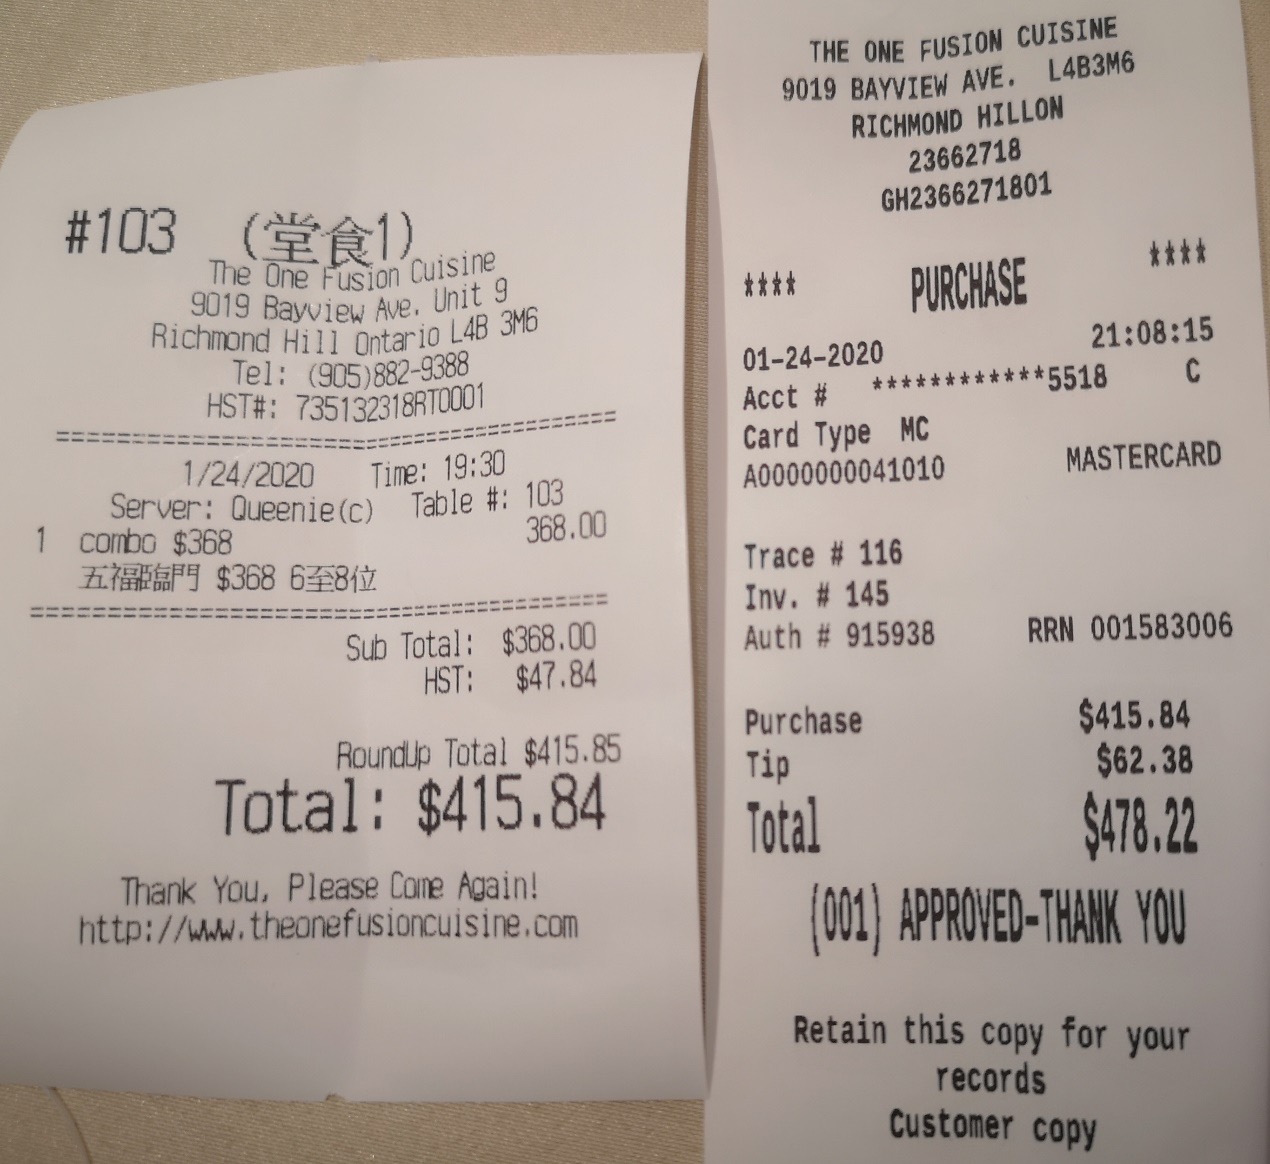 #103 (堂食1)
The One Fusion Cuisine
9019 Bayview Ave. Unit 9
Richmond Hill Ontario L4B 3M6
Tel: (905)882-9388
HST#: 735132318RT0001
==========================================
1/24/2020 Time: 19:30
Server: Queenie(c) Table #: 103
1 combo $368 368.00
五福臨門 $368 6至8位
==========================================
Sub Total: $368.00
HST: $47.84
RoundUp Total $415.85
Total: $415.84
Thank You, Please Come Again!
http://www.theonefusioncuisine.com
THE ONE FUSION CUISINE
9019 BAYVIEW AVE. L4B3M6
RICHMOND HILLON
23662718
GH2366271801
**** PURCHASE ****
01-24-2020 21:08:15
Acct # ************5518 C
Card Type MC
A0000000041010 MASTERCARD
Trace # 116
Inv. # 145
Auth # 915938 RRN 001583006
Purchase $415.84
Tip $62.38
Total $478.22
(001) APPROVED-THANK YOU
Retain this copy for your
records
Customer copy